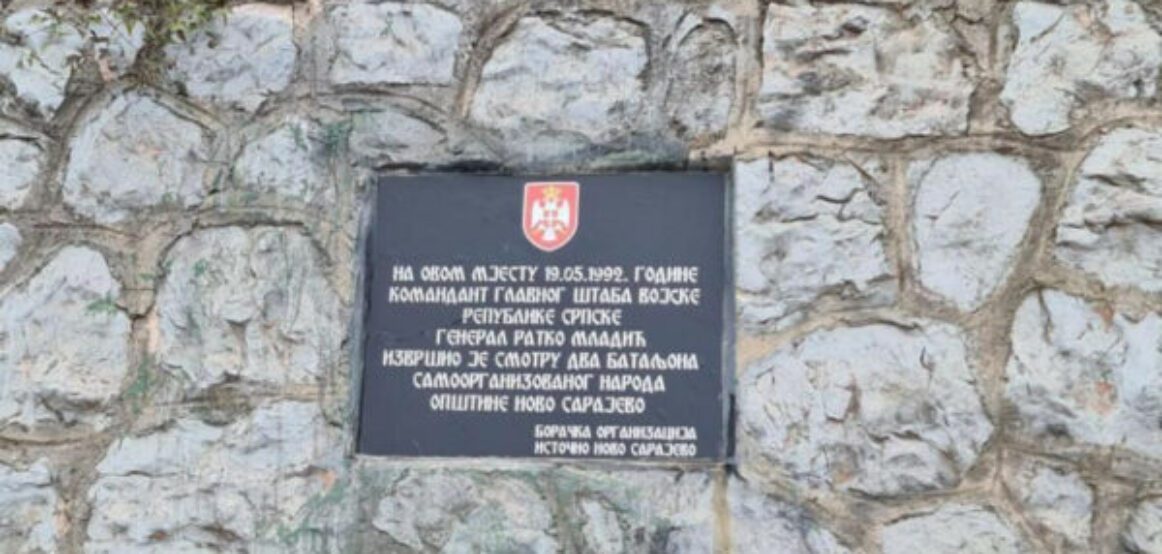 НА ОВОМ МЈЕСТУ 19.05.1992. ГОДИНЕ
КОМАНДАНТ ГЛАВНОГ ШТАБА ВОЈСКЕ
РЕПУБЛИКЕ СРПСКЕ
ГЕНЕРАЛ РАТКО МЛАДИЋ
ИЗВРШИО ЈЕ СМОТРУ ДВА БАТАЉОНА
САМООРГАНИЗОВАНОГ НАРОДА
ОПШТИНЕ НОВО САРАЈЕВО
БОРАЧКА ОРГАНИЗАЦИЈА
ИСТОЧНО НОВО САРАЈЕВО